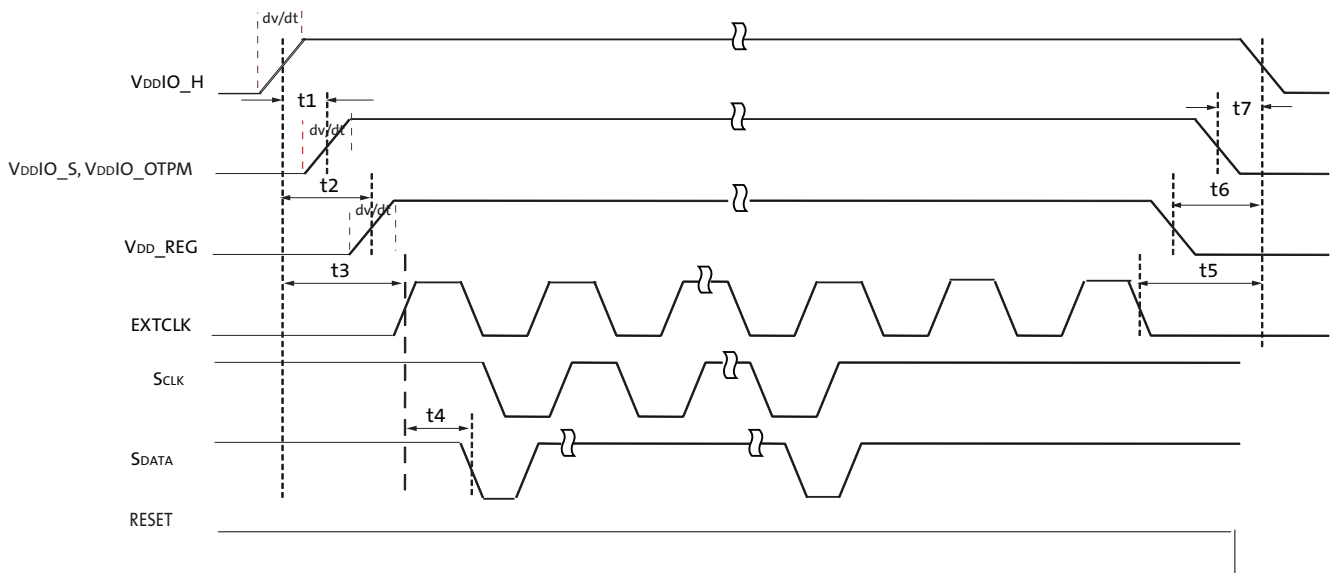 dv/dt
VDDIO_H
t1
t7
dv/dt
VDDIO_S, VDDIO_OTPM
t2
t6
dv/dt
VDD_REG
t3
t5
EXTCLK
SCLK
t4
SDATA
RESET